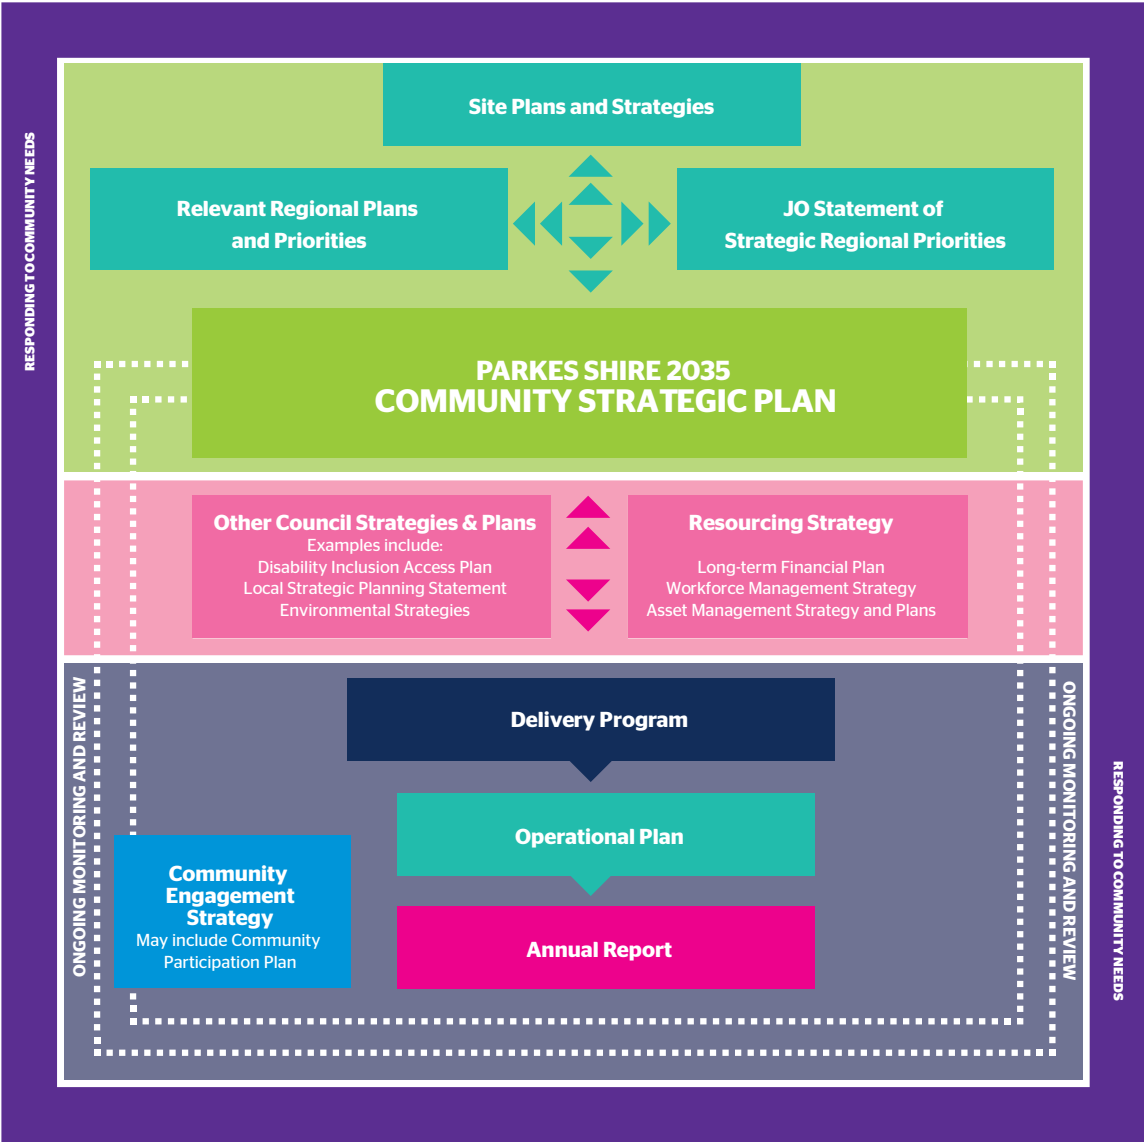 RESPONDING TO COMMUNITY NEEDS
Site Plans and Strategies
Relevant Regional Plans
and Priorities
JO Statement of
Strategic Regional Priorities
PARKES SHIRE 2035
COMMUNITY STRATEGIC PLAN
Other Council Strategies & Plans
Examples include:
Disability Inclusion Access Plan
Local Strategic Planning Statement
Environmental Strategies
Resourcing Strategy
Long-term Financial Plan
Workforce Management Strategy
Asset Management Strategy and Plans
ONGOING MONITORING AND REVIEW
Delivery Program
Operational Plan
Community
Engagement
Strategy
May include Community
Participation Plan
Annual Report
ONGOING MONITORING AND REVIEW
RESPONDING TO COMMUNITY NEEDS